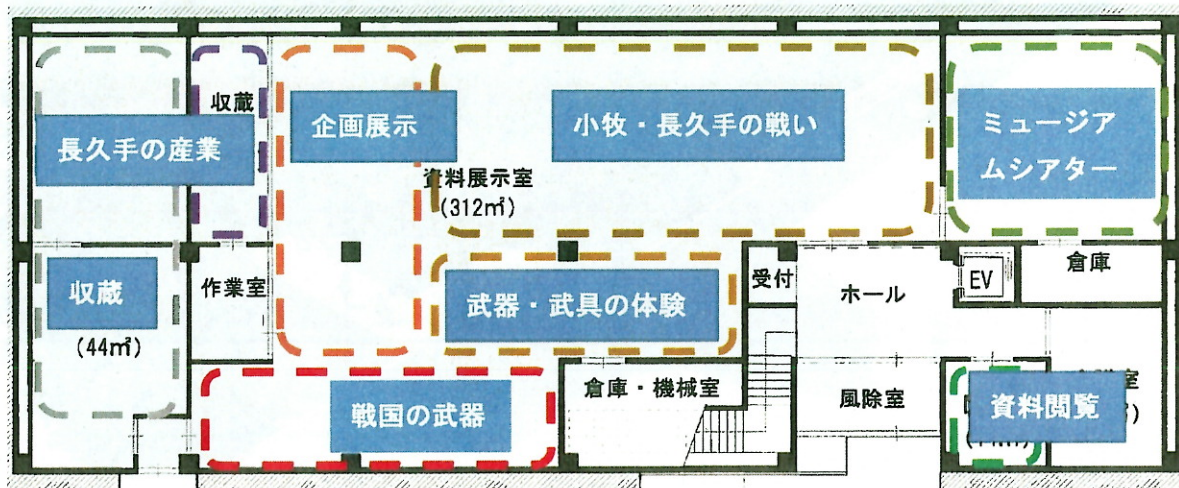 収蔵
長久手の産業
企画展示
小牧・長久手の戦い
ミュージア
ムシアター
資料展示室
(312㎡)
収蔵
(44㎡)
作業室
武器・武具の体験
受付
ホール
EV
倉庫
戦国の武器
倉庫・機械室
風除室
資料閲覧